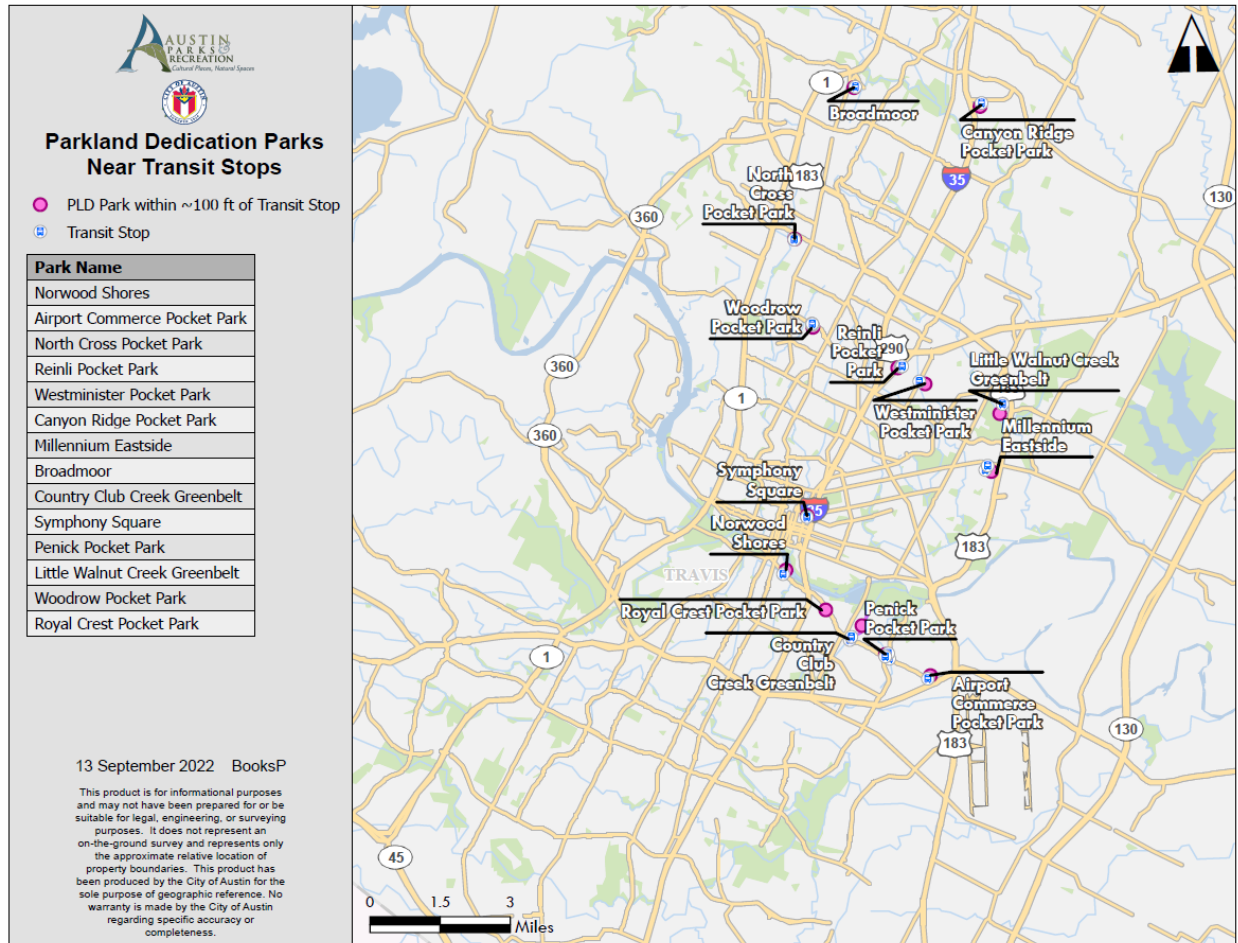 AUSTIN
PARKS &
RECREATION
Cultural Places, Natural Spaces
Parkland Dedication Parks
Near Transit Stops
PLD Park within ~100 ft of Transit Stop
Transit Stop
Park Name
Norwood Shores
Airport Commerce Pocket Park
North Cross Pocket Park
Reinli Pocket Park
Westminister Pocket Park
Canyon Ridge Pocket Park
Millennium Eastside
Broadmoor
Country Club Creek Greenbelt
Symphony Square
Penick Pocket Park
Little Walnut Creek Greenbelt
Woodrow Pocket Park
Royal Crest Pocket Park
13 September 2022 BooksP
This product is for informational purposes
and may not have been prepared for or be
suitable for legal, engineering, or surveying
purposes. It does not represent an
on-the-ground survey and represents only
the approximate relative location of
property boundaries. This product has
been produced by the City of Austin for the
sole purpose of geographic reference. No
warranty is made by the City of Austin
regarding specific accuracy or
completeness.
1
Broadmoor
Canyon Ridge
Pocket Park
North
Cross
Pocket Park
183
35
130
360
Woodrow
Pocket Park
Reinli
Pocket
Park
290
Little Walnut Creek
Greenbelt
183
360
1
Westminister
Pocket Park
Millennium
Eastside
360
Symphony
Square
35
Norwood
Shores
183
TRAVIS
Royal Crest Pocket Park
Penick
Pocket Park
Country
Club
Creek Greenbelt
1
Airport
Commerce
Pocket Park
183
130
45
0 1.5 3
Miles